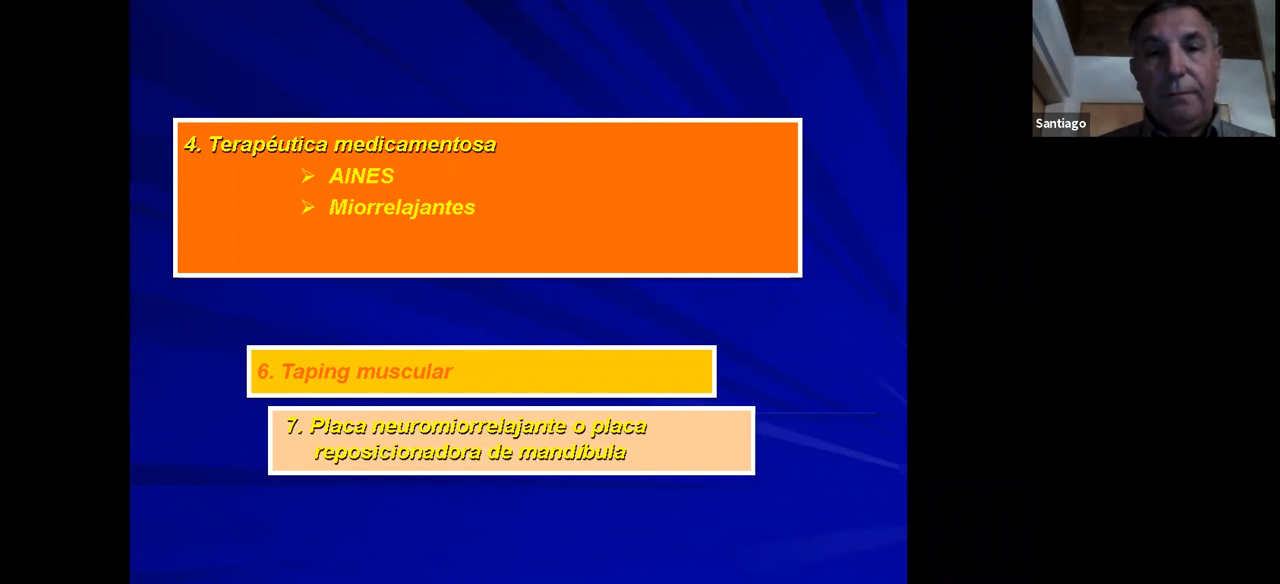 4. Terapéutica medicamentosa
➢ AINES
➢ Miorrelajantes
6. Taping muscular
7. Placa neuromiorrelajante o placa
reposicionadora de mandíbula
Santiago